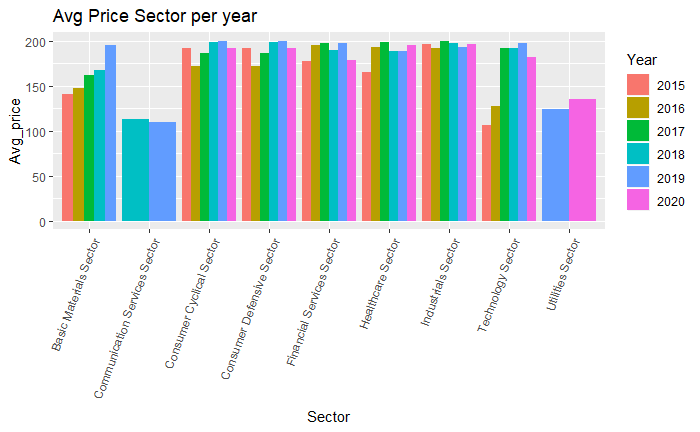 Avg Price Sector per year
200
150
100
50
0
Avg_price
Basic Materials Sector
Communication Services Sector
Consumer Cyclical Sector
Consumer Defensive Sector
Financial Services Sector
Healthcare Sector
Industrials Sector
Technology Sector
Utilities Sector
Sector
Year
2015
2016
2017
2018
2019
2020